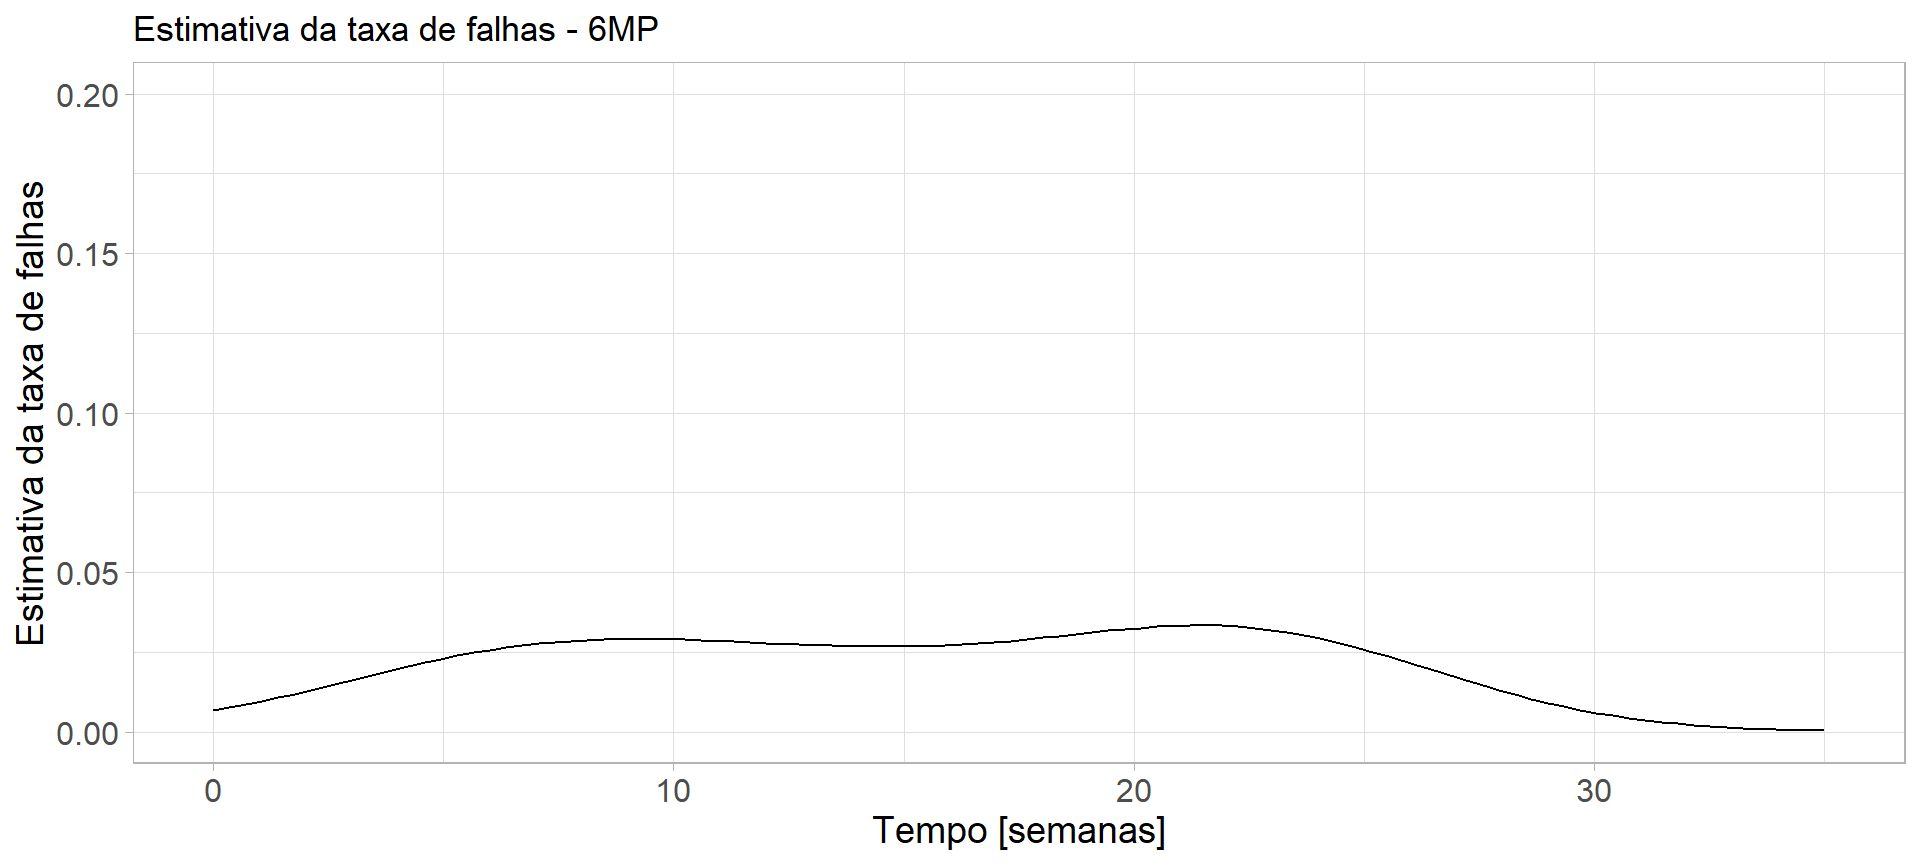 Estimativa da taxa de falhas - 6MP
Estimativa da taxa de falhas
0.20
0.15
0.10
0.05
0.00
0 10 20 30
Tempo [semanas]